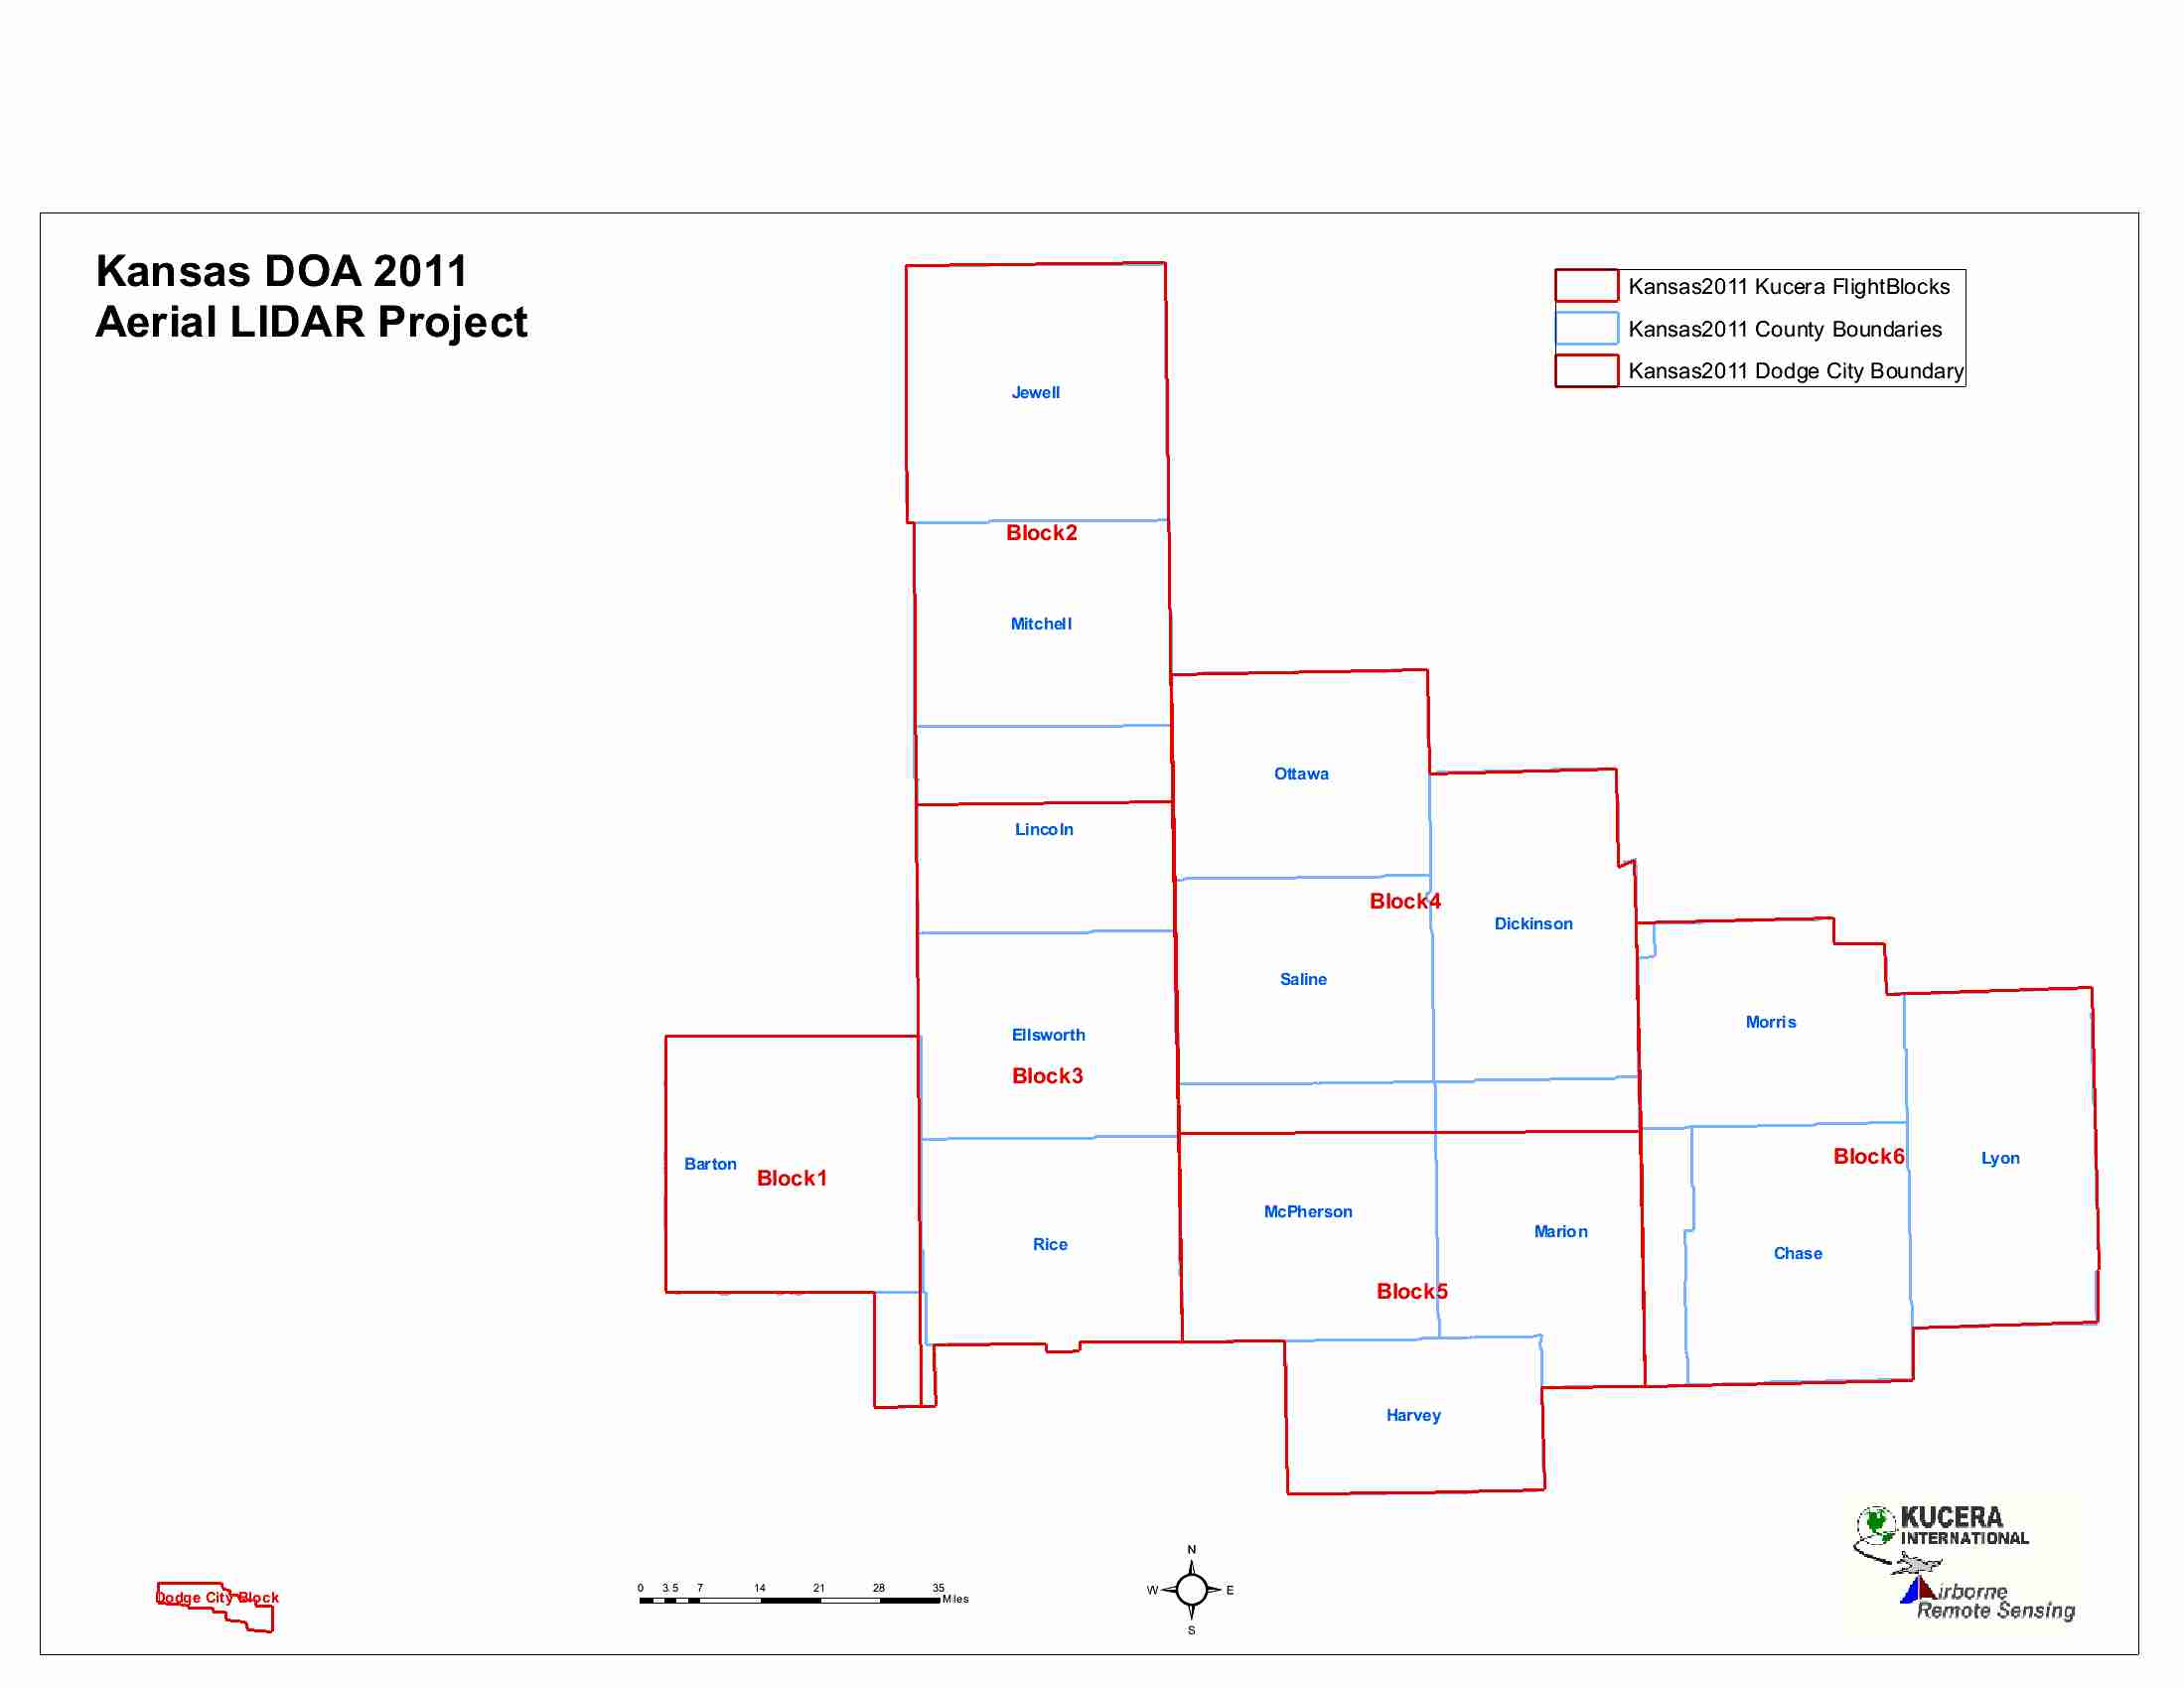 Kansas DOA 2011
Aerial LIDAR Project
Kansas2011 Kucera FlightBlocks
Kansas2011 County Boundaries
Kansas2011 Dodge City Boundary
Jewell
Block2
Mitchell
Ottawa
Lincoln
Block4
Dickinson
Saline
Morris
Ellsworth
Block3
Barton
Block1
Block6
Lyon
McPherson
Marion
Rice
Chase
Block5
Harvey
KUCERA
INTERNATIONAL
Airborne
Remote Sensing
Dodge City Block
0 3.5 7 14 21 28 35
Miles
N
W E
S